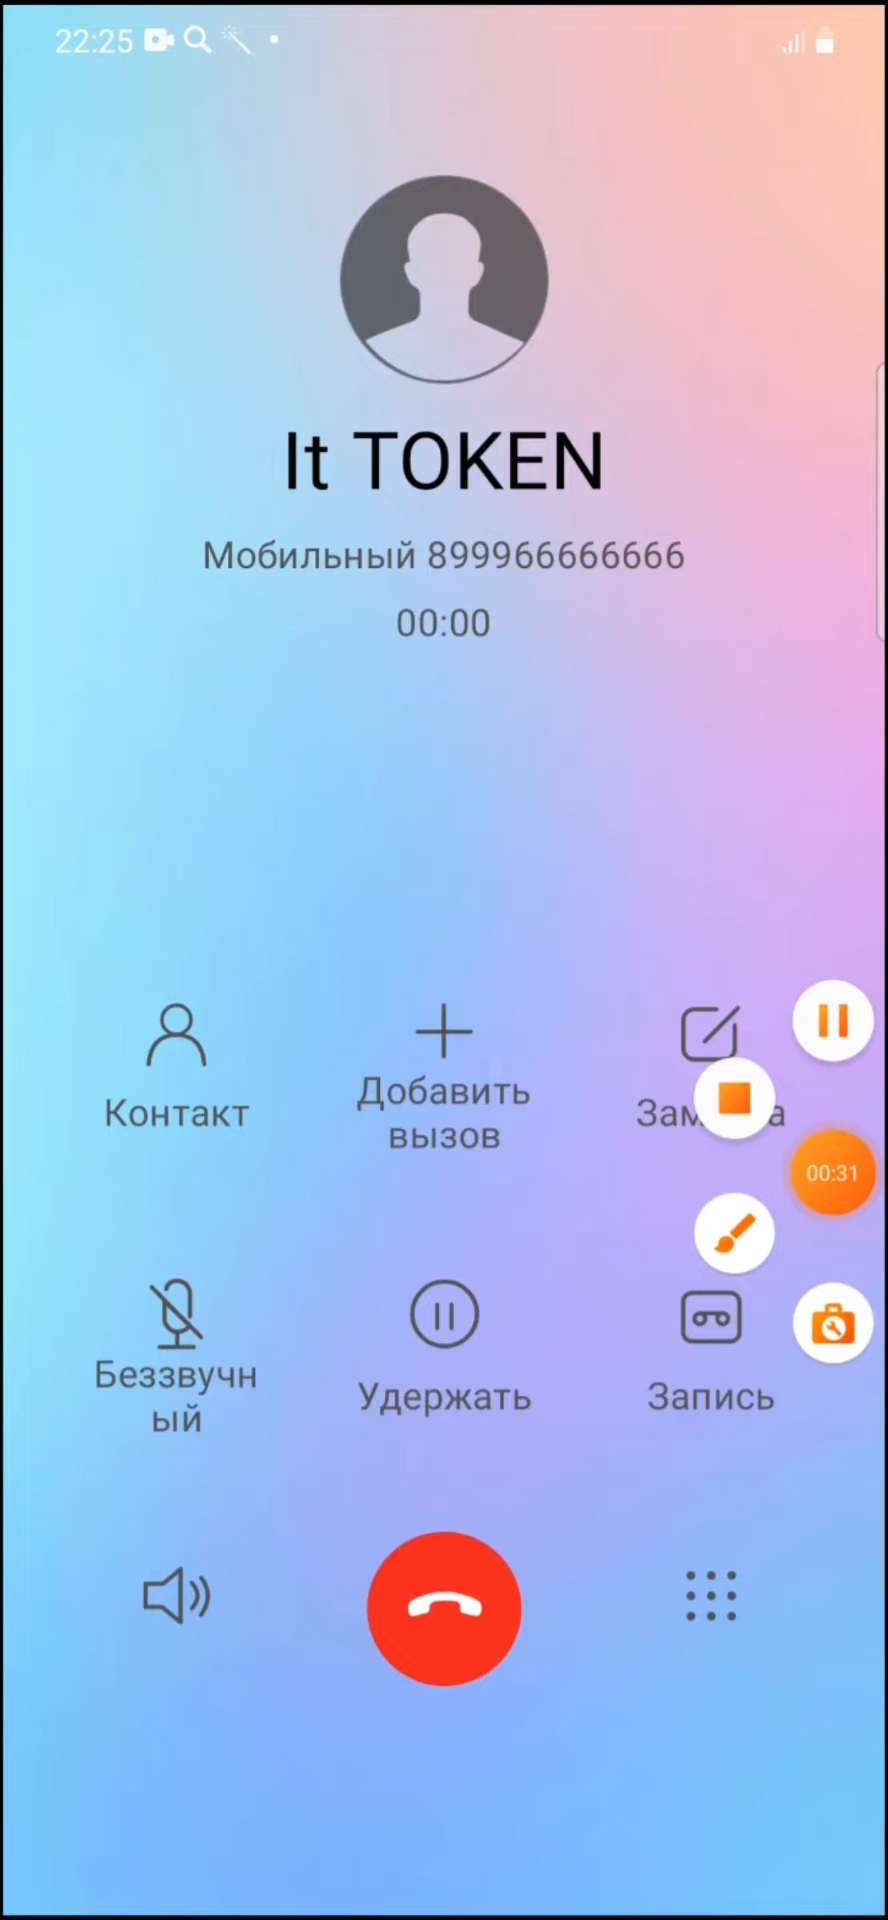 22:25
It TOKEN
Мобильный 899966666666
00:00
Контакт
Добавить
вызов
00:31
Беззвучн
ый
Удержать
Запись